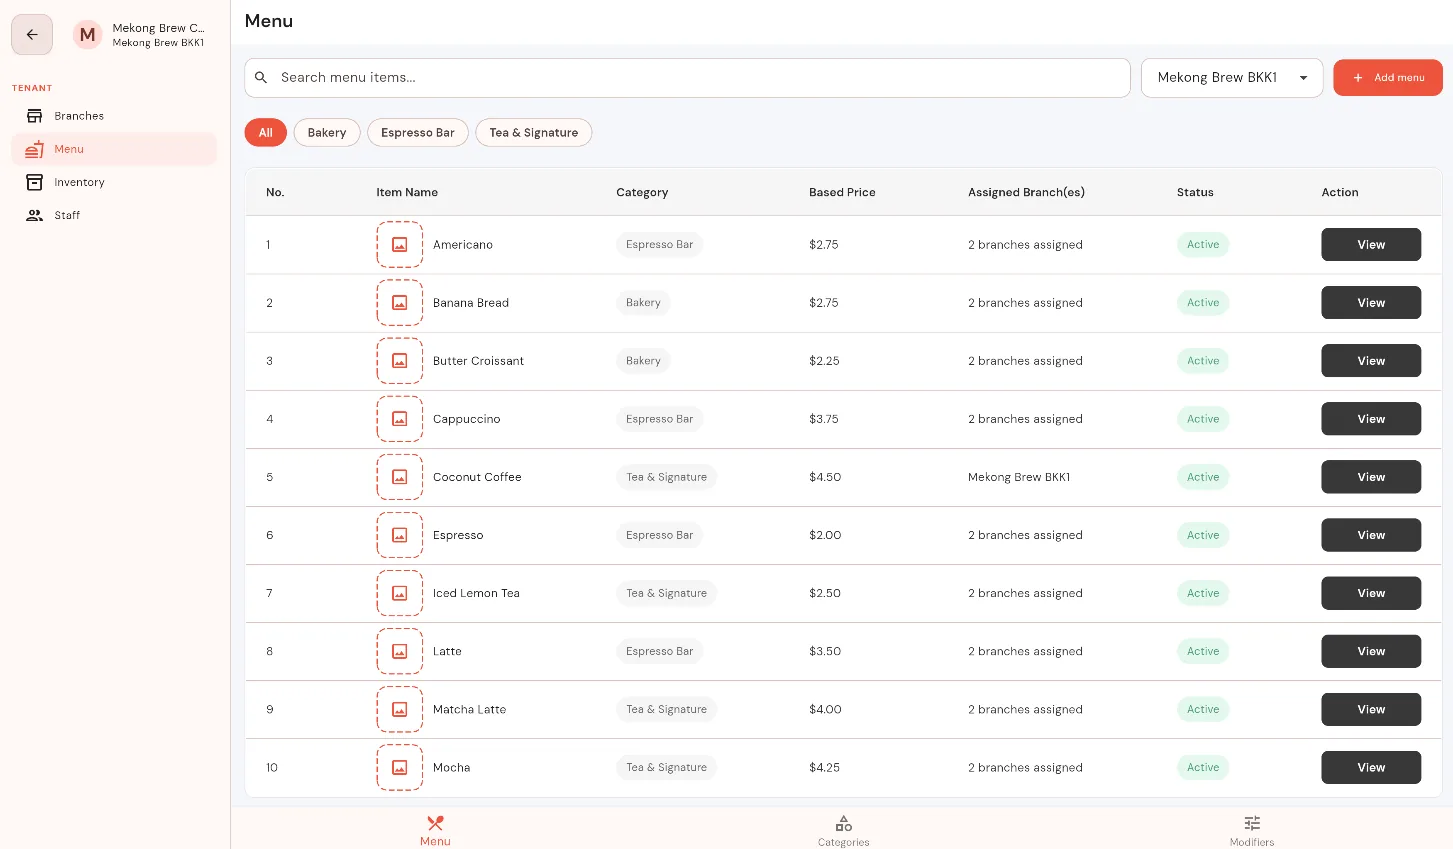 Mekong Brew C...
M
Mekong Brew BKK1
TENANT
Branches
Menu
Inventory
Staff
Menu
Search menu items...
Mekong Brew BKK1
+ Add menu
All
Bakery
Espresso Bar
Tea & Signature
No. Item Name Category Based Price Assigned Branch(es) Status Action
1 Americano Espresso Bar $2.75 2 branches assigned Active View
2 Banana Bread Bakery $2.75 2 branches assigned Active View
3 Butter Croissant Bakery $2.25 2 branches assigned Active View
4 Cappuccino Espresso Bar $3.75 2 branches assigned Active View
5 Coconut Coffee Tea & Signature $4.50 Mekong Brew BKK1 Active View
6 Espresso Espresso Bar $2.00 2 branches assigned Active View
7 Iced Lemon Tea Tea & Signature $2.50 2 branches assigned Active View
8 Latte Espresso Bar $3.50 2 branches assigned Active View
9 Matcha Latte Tea & Signature $4.00 2 branches assigned Active View
10 Mocha Tea & Signature $4.25 2 branches assigned Active View
Menu
Categories
Modifiers